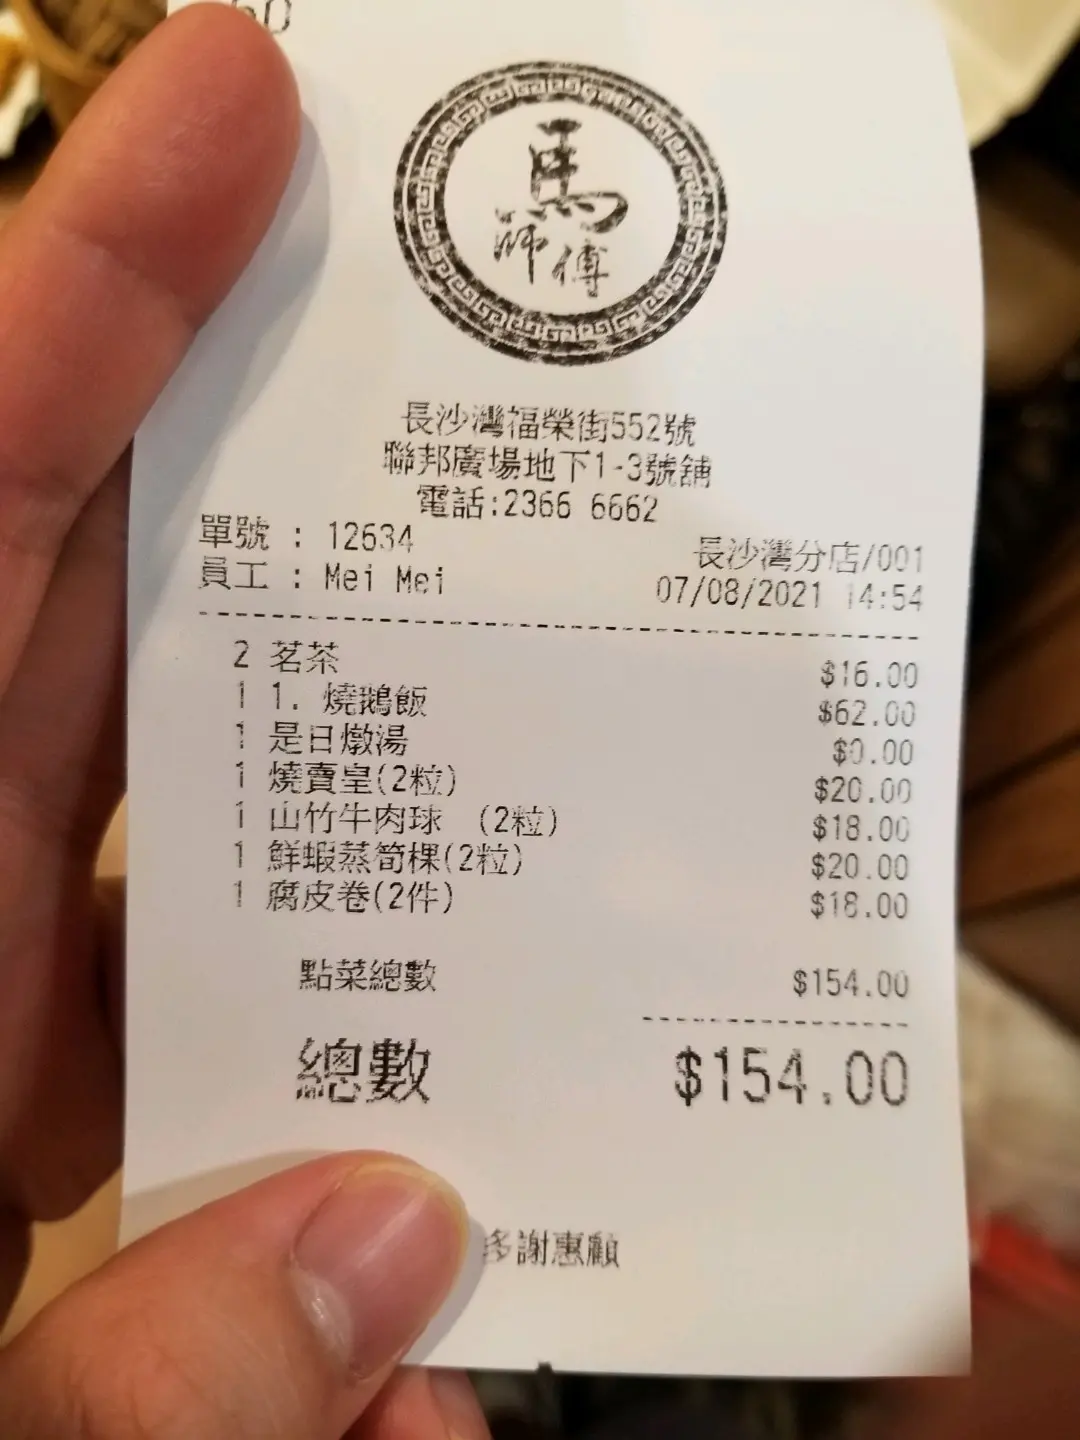 馬
師傅
長沙灣福榮街552號
聯邦廣場地下1-3號舖
電話:2366 6662
單號 : 12634
長沙灣分店/001
員工 : Mei Mei
07/08/2021 14:54
2 茗茶 $16.00
1 1. 燒鵝飯 $62.00
1 是日燉湯 $0.00
1 燒賣皇(2粒) $20.00
1 山竹牛肉球 (2粒) $18.00
1 鮮蝦蒸筍粿(2粒) $20.00
1 腐皮卷(2件) $18.00
點菜總數 $154.00
總數 $154.00
多謝惠顧